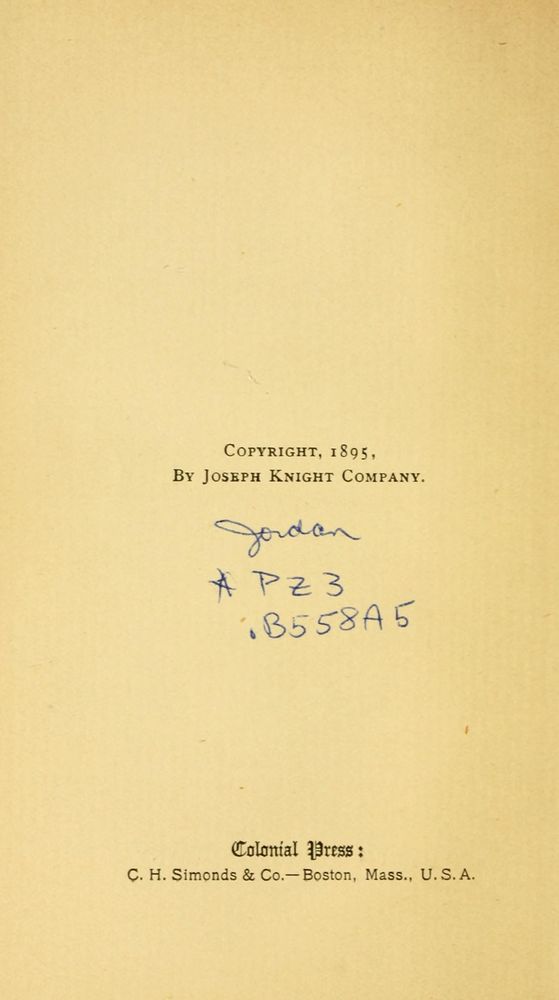 COPYRIGHT, 1895,
BY JOSEPH KNIGHT COMPANY.
Jordan
* PZ3
.B558A5
Colonial Press:
C. H. Simonds & Co.—Boston, Mass., U.S.A.